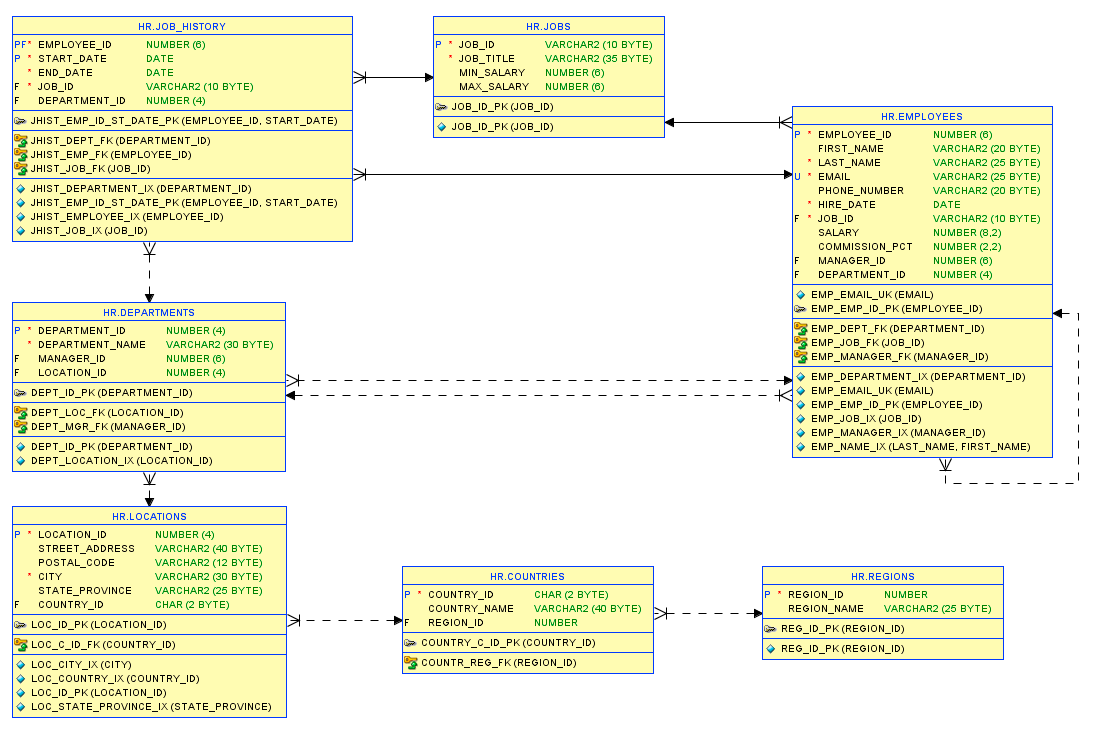 HR.JOB_HISTORY
PF* EMPLOYEE_ID NUMBER (6)
P * START_DATE DATE
* END_DATE DATE
F * JOB_ID VARCHAR2 (10 BYTE)
F DEPARTMENT_ID NUMBER (4)
JHIST_EMP_ID_ST_DATE_PK (EMPLOYEE_ID, START_DATE)
JHIST_DEPT_FK (DEPARTMENT_ID)
JHIST_EMP_FK (EMPLOYEE_ID)
JHIST_JOB_FK (JOB_ID)
JHIST_DEPARTMENT_IX (DEPARTMENT_ID)
JHIST_EMP_ID_ST_DATE_PK (EMPLOYEE_ID, START_DATE)
JHIST_EMPLOYEE_IX (EMPLOYEE_ID)
JHIST_JOB_IX (JOB_ID)
HR.JOBS
P * JOB_ID VARCHAR2 (10 BYTE)
* JOB_TITLE VARCHAR2 (35 BYTE)
MIN_SALARY NUMBER (6)
MAX_SALARY NUMBER (6)
JOB_ID_PK (JOB_ID)
JOB_ID_PK (JOB_ID)
HR.EMPLOYEES
P * EMPLOYEE_ID NUMBER (6)
FIRST_NAME VARCHAR2 (20 BYTE)
* LAST_NAME VARCHAR2 (25 BYTE)
U * EMAIL VARCHAR2 (25 BYTE)
PHONE_NUMBER VARCHAR2 (20 BYTE)
* HIRE_DATE DATE
F * JOB_ID VARCHAR2 (10 BYTE)
SALARY NUMBER (8,2)
COMMISSION_PCT NUMBER (2,2)
F MANAGER_ID NUMBER (6)
F DEPARTMENT_ID NUMBER (4)
EMP_EMAIL_UK (EMAIL)
EMP_EMP_ID_PK (EMPLOYEE_ID)
EMP_DEPT_FK (DEPARTMENT_ID)
EMP_JOB_FK (JOB_ID)
EMP_MANAGER_FK (MANAGER_ID)
EMP_DEPARTMENT_IX (DEPARTMENT_ID)
EMP_EMAIL_UK (EMAIL)
EMP_EMP_ID_PK (EMPLOYEE_ID)
EMP_JOB_IX (JOB_ID)
EMP_MANAGER_IX (MANAGER_ID)
EMP_NAME_IX (LAST_NAME, FIRST_NAME)
HR.DEPARTMENTS
P * DEPARTMENT_ID NUMBER (4)
* DEPARTMENT_NAME VARCHAR2 (30 BYTE)
F MANAGER_ID NUMBER (6)
F LOCATION_ID NUMBER (4)
DEPT_ID_PK (DEPARTMENT_ID)
DEPT_LOC_FK (LOCATION_ID)
DEPT_MGR_FK (MANAGER_ID)
DEPT_ID_PK (DEPARTMENT_ID)
DEPT_LOCATION_IX (LOCATION_ID)
HR.LOCATIONS
P * LOCATION_ID NUMBER (4)
STREET_ADDRESS VARCHAR2 (40 BYTE)
POSTAL_CODE VARCHAR2 (12 BYTE)
* CITY VARCHAR2 (30 BYTE)
STATE_PROVINCE VARCHAR2 (25 BYTE)
F COUNTRY_ID CHAR (2 BYTE)
LOC_ID_PK (LOCATION_ID)
LOC_C_ID_FK (COUNTRY_ID)
LOC_CITY_IX (CITY)
LOC_COUNTRY_IX (COUNTRY_ID)
LOC_ID_PK (LOCATION_ID)
LOC_STATE_PROVINCE_IX (STATE_PROVINCE)
HR.COUNTRIES
P * COUNTRY_ID CHAR (2 BYTE)
COUNTRY_NAME VARCHAR2 (40 BYTE)
F REGION_ID NUMBER
COUNTRY_C_ID_PK (COUNTRY_ID)
COUNTR_REG_FK (REGION_ID)
HR.REGIONS
P * REGION_ID NUMBER
REGION_NAME VARCHAR2 (25 BYTE)
REG_ID_PK (REGION_ID)
REG_ID_PK (REGION_ID)